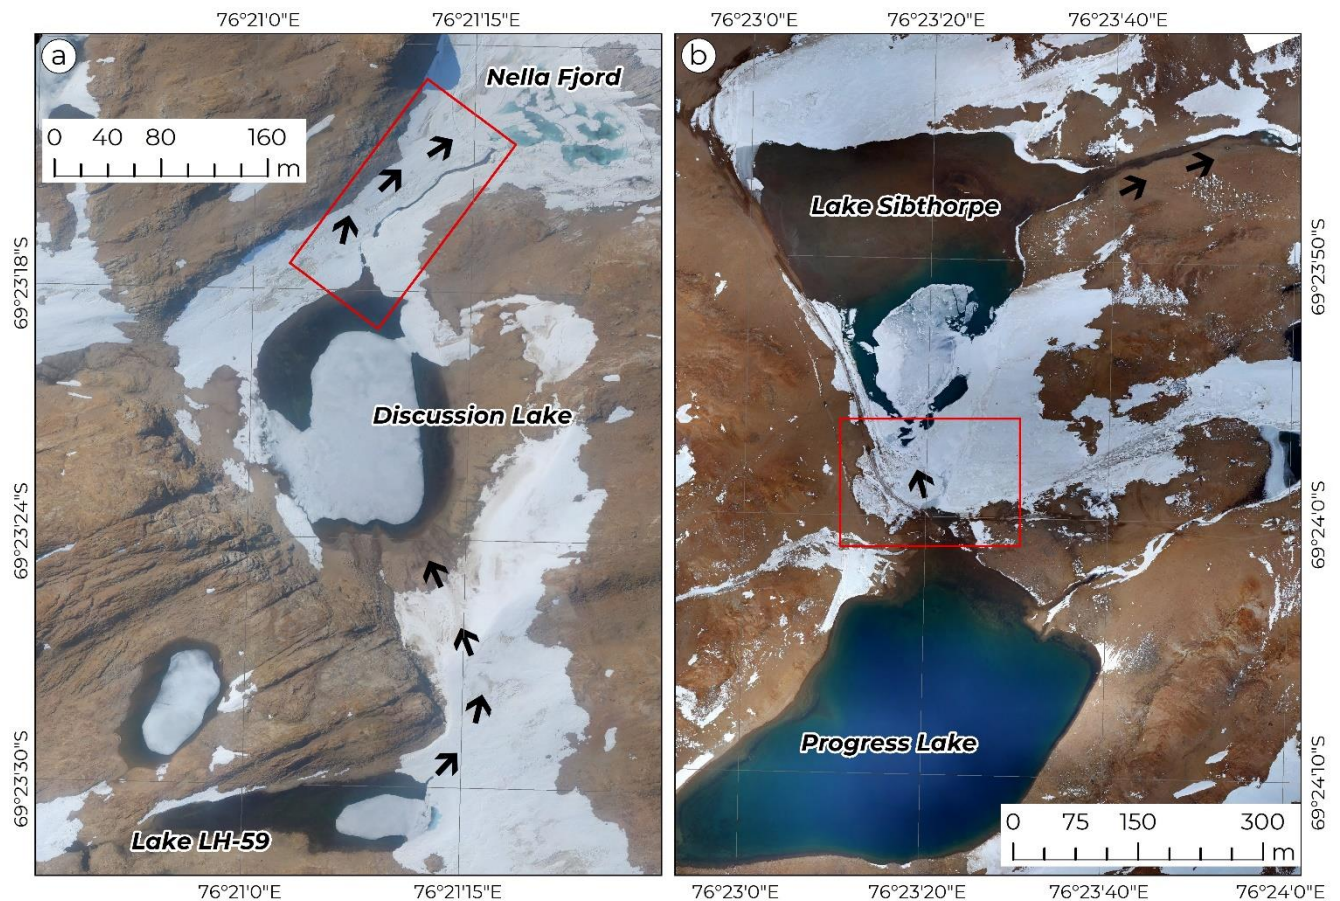 76°21'0"E 76°21'15"E
76°23'0"E 76°23'20"E 76°23'40"E
a
Nella Fjord
0 40 80 160
m
69°23'18"S
Discussion Lake
69°23'24"S
69°23'30"S
Lake LH-59
76°21'0"E 76°21'15"E
b
Lake Sibthorpe
69°23'50"S
69°24'0"S
Progress Lake
69°24'10"S
0 75 150 300
m
76°23'0"E 76°23'20"E 76°23'40"E 76°24'0"E